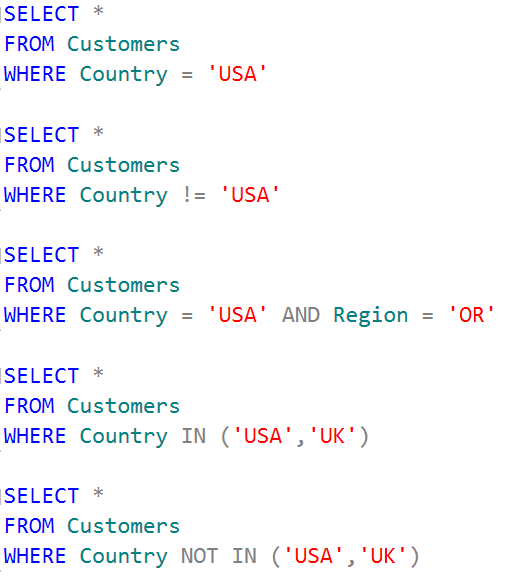 SELECT *
FROM Customers
WHERE Country = 'USA'
SELECT *
FROM Customers
WHERE Country != 'USA'
SELECT *
FROM Customers
WHERE Country = 'USA' AND Region = 'OR'
SELECT *
FROM Customers
WHERE Country IN ('USA','UK')
SELECT *
FROM Customers
WHERE Country NOT IN ('USA','UK')